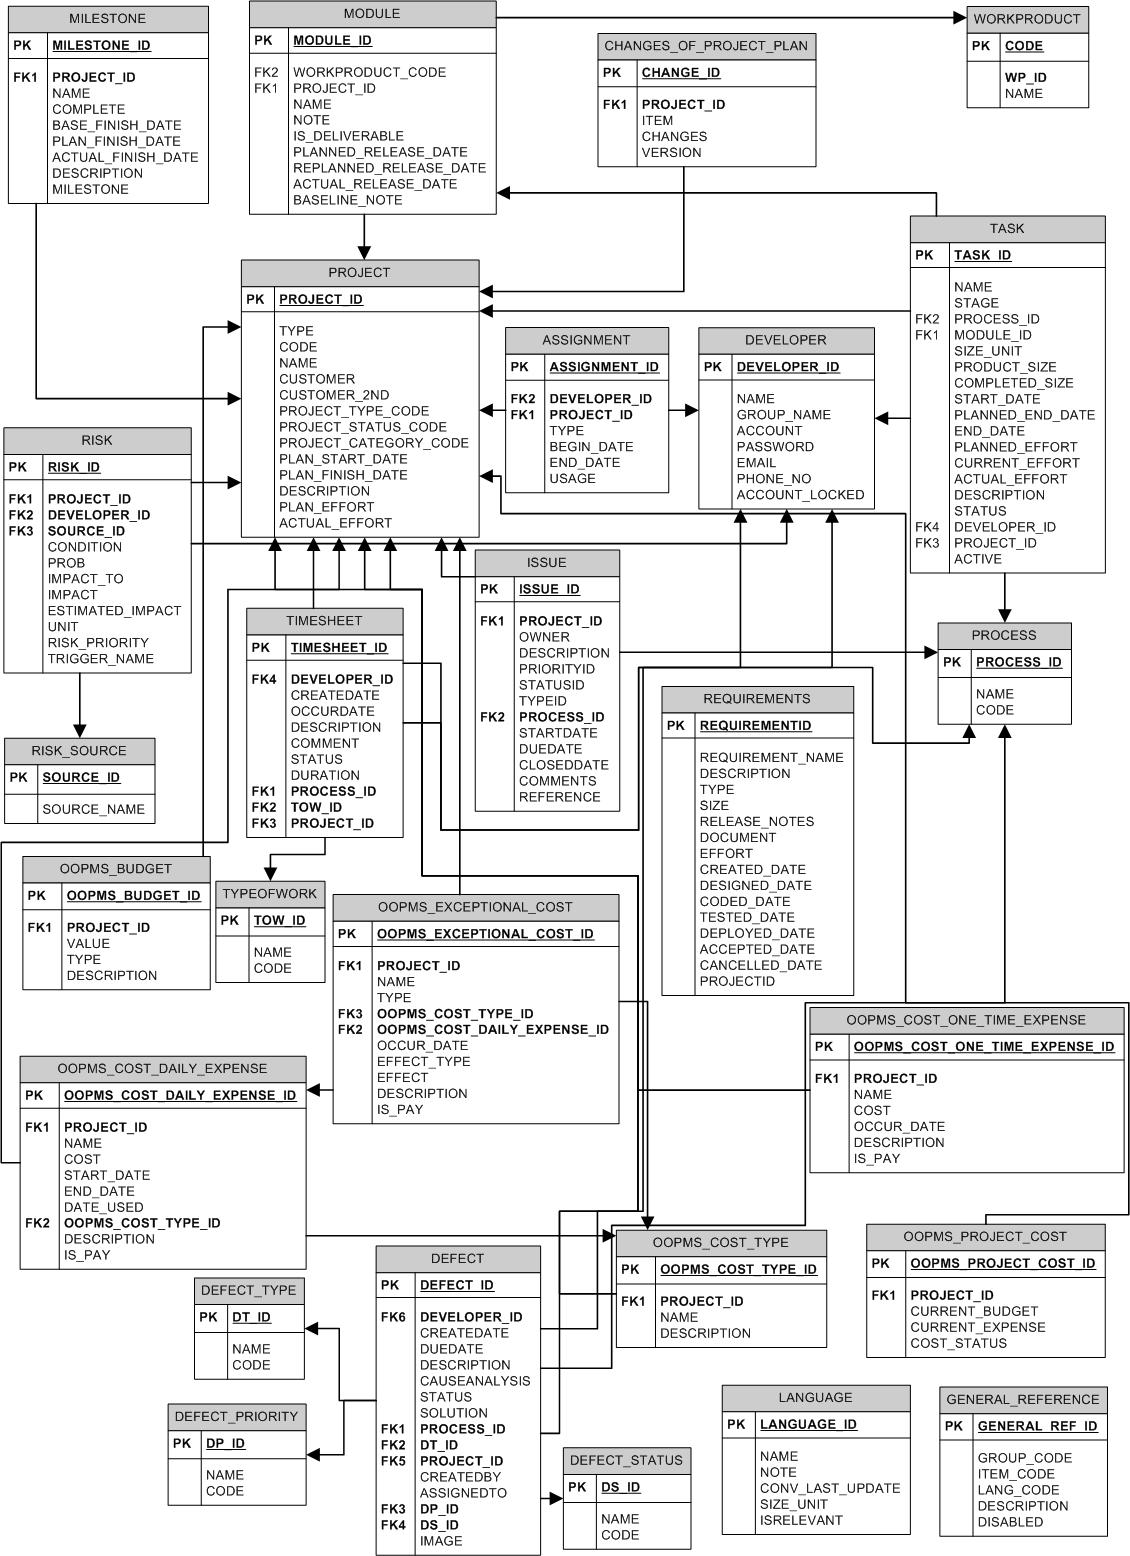 MILESTONE
PK MILESTONE_ID
FK1 PROJECT_ID
NAME
COMPLETE
BASE_FINISH_DATE
PLAN_FINISH_DATE
ACTUAL_FINISH_DATE
DESCRIPTION
MILESTONE
MODULE
PK MODULE_ID
FK2 WORKPRODUCT_CODE
FK1 PROJECT_ID
NAME
NOTE
IS_DELIVERABLE
PLANNED_RELEASE_DATE
REPLANNED_RELEASE_DATE
ACTUAL_RELEASE_DATE
BASELINE_NOTE
CHANGES_OF_PROJECT_PLAN
PK CHANGE_ID
FK1 PROJECT_ID
ITEM
CHANGES
VERSION
WORKPRODUCT
PK CODE
WP_ID
NAME
PROJECT
PK PROJECT_ID
TYPE
CODE
NAME
CUSTOMER
CUSTOMER_2ND
PROJECT_TYPE_CODE
PROJECT_STATUS_CODE
PROJECT_CATEGORY_CODE
PLAN_START_DATE
PLAN_FINISH_DATE
DESCRIPTION
PLAN_EFFORT
ACTUAL_EFFORT
ASSIGNMENT
PK ASSIGNMENT_ID
FK2 DEVELOPER_ID
FK1 PROJECT_ID
TYPE
BEGIN_DATE
END_DATE
USAGE
DEVELOPER
PK DEVELOPER_ID
NAME
GROUP_NAME
ACCOUNT
PASSWORD
EMAIL
PHONE_NO
ACCOUNT_LOCKED
TASK
PK TASK_ID
NAME
STAGE
FK2 PROCESS_ID
FK1 MODULE_ID
SIZE_UNIT
PRODUCT_SIZE
COMPLETED_SIZE
START_DATE
PLANNED_END_DATE
END_DATE
PLANNED_EFFORT
CURRENT_EFFORT
ACTUAL_EFFORT
DESCRIPTION
STATUS
FK4 DEVELOPER_ID
FK3 PROJECT_ID
ACTIVE
RISK
PK RISK_ID
FK1 PROJECT_ID
FK2 DEVELOPER_ID
FK3 SOURCE_ID
CONDITION
PROB
IMPACT_TO
IMPACT
ESTIMATED_IMPACT
UNIT
RISK_PRIORITY
TRIGGER_NAME
TIMESHEET
PK TIMESHEET_ID
FK4 DEVELOPER_ID
CREATEDATE
OCCURDATE
DESCRIPTION
COMMENT
STATUS
DURATION
FK1 PROCESS_ID
FK2 TOW_ID
FK3 PROJECT_ID
ISSUE
PK ISSUE_ID
FK1 PROJECT_ID
OWNER
DESCRIPTION
PRIORITYID
STATUSID
TYPEID
FK2 PROCESS_ID
STARTDATE
DUEDATE
CLOSEDDATE
COMMENTS
REFERENCE
PROCESS
PK PROCESS_ID
NAME
CODE
REQUIREMENTS
PK REQUIREMENTID
REQUIREMENT_NAME
DESCRIPTION
TYPE
SIZE
RELEASE_NOTES
DOCUMENT
EFFORT
CREATED_DATE
DESIGNED_DATE
CODED_DATE
TESTED_DATE
DEPLOYED_DATE
ACCEPTED_DATE
CANCELLED_DATE
PROJECTID
RISK_SOURCE
PK SOURCE_ID
SOURCE_NAME
OOPMS_BUDGET
PK OOPMS_BUDGET_ID
FK1 PROJECT_ID
VALUE
TYPE
DESCRIPTION
TYPEOFWORK
PK TOW_ID
NAME
CODE
OOPMS_EXCEPTIONAL_COST
PK OOPMS_EXCEPTIONAL_COST_ID
FK1 PROJECT_ID
NAME
TYPE
FK3 OOPMS_COST_TYPE_ID
FK2 OOPMS_COST_DAILY_EXPENSE_ID
OCCUR_DATE
EFFECT_TYPE
EFFECT
DESCRIPTION
IS_PAY
OOPMS_COST_ONE_TIME_EXPENSE
PK OOPMS_COST_ONE_TIME_EXPENSE_ID
FK1 PROJECT_ID
NAME
COST
OCCUR_DATE
DESCRIPTION
IS_PAY
OOPMS_COST_DAILY_EXPENSE
PK OOPMS_COST_DAILY_EXPENSE_ID
FK1 PROJECT_ID
NAME
COST
START_DATE
END_DATE
DATE_USED
FK2 OOPMS_COST_TYPE_ID
DESCRIPTION
IS_PAY
OOPMS_COST_TYPE
PK OOPMS_COST_TYPE_ID
FK1 PROJECT_ID
NAME
DESCRIPTION
OOPMS_PROJECT_COST
PK OOPMS_PROJECT_COST_ID
FK1 PROJECT_ID
CURRENT_BUDGET
CURRENT_EXPENSE
COST_STATUS
DEFECT
PK DEFECT_ID
FK6 DEVELOPER_ID
CREATEDATE
DUEDATE
DESCRIPTION
CAUSEANALYSIS
STATUS
SOLUTION
FK1 PROCESS_ID
FK2 DT_ID
FK5 PROJECT_ID
CREATEDBY
ASSIGNEDTO
FK3 DP_ID
FK4 DS_ID
IMAGE
DEFECT_TYPE
PK DT_ID
NAME
CODE
DEFECT_PRIORITY
PK DP_ID
NAME
CODE
DEFECT_STATUS
PK DS_ID
NAME
CODE
LANGUAGE
PK LANGUAGE_ID
NAME
NOTE
CONV_LAST_UPDATE
SIZE_UNIT
ISRELEVANT
GENERAL_REFERENCE
PK GENERAL_REF_ID
GROUP_CODE
ITEM_CODE
LANG_CODE
DESCRIPTION
DISABLED